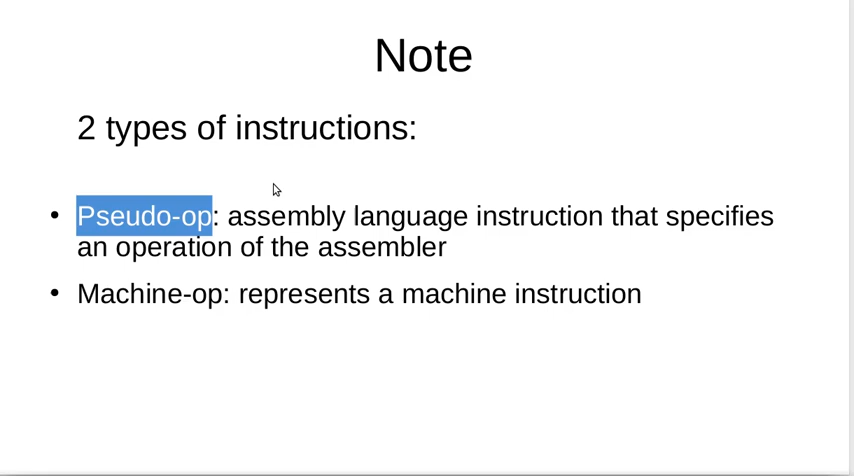 Note
2 types of instructions:
• Pseudo-op: assembly language instruction that specifies
an operation of the assembler
• Machine-op: represents a machine instruction